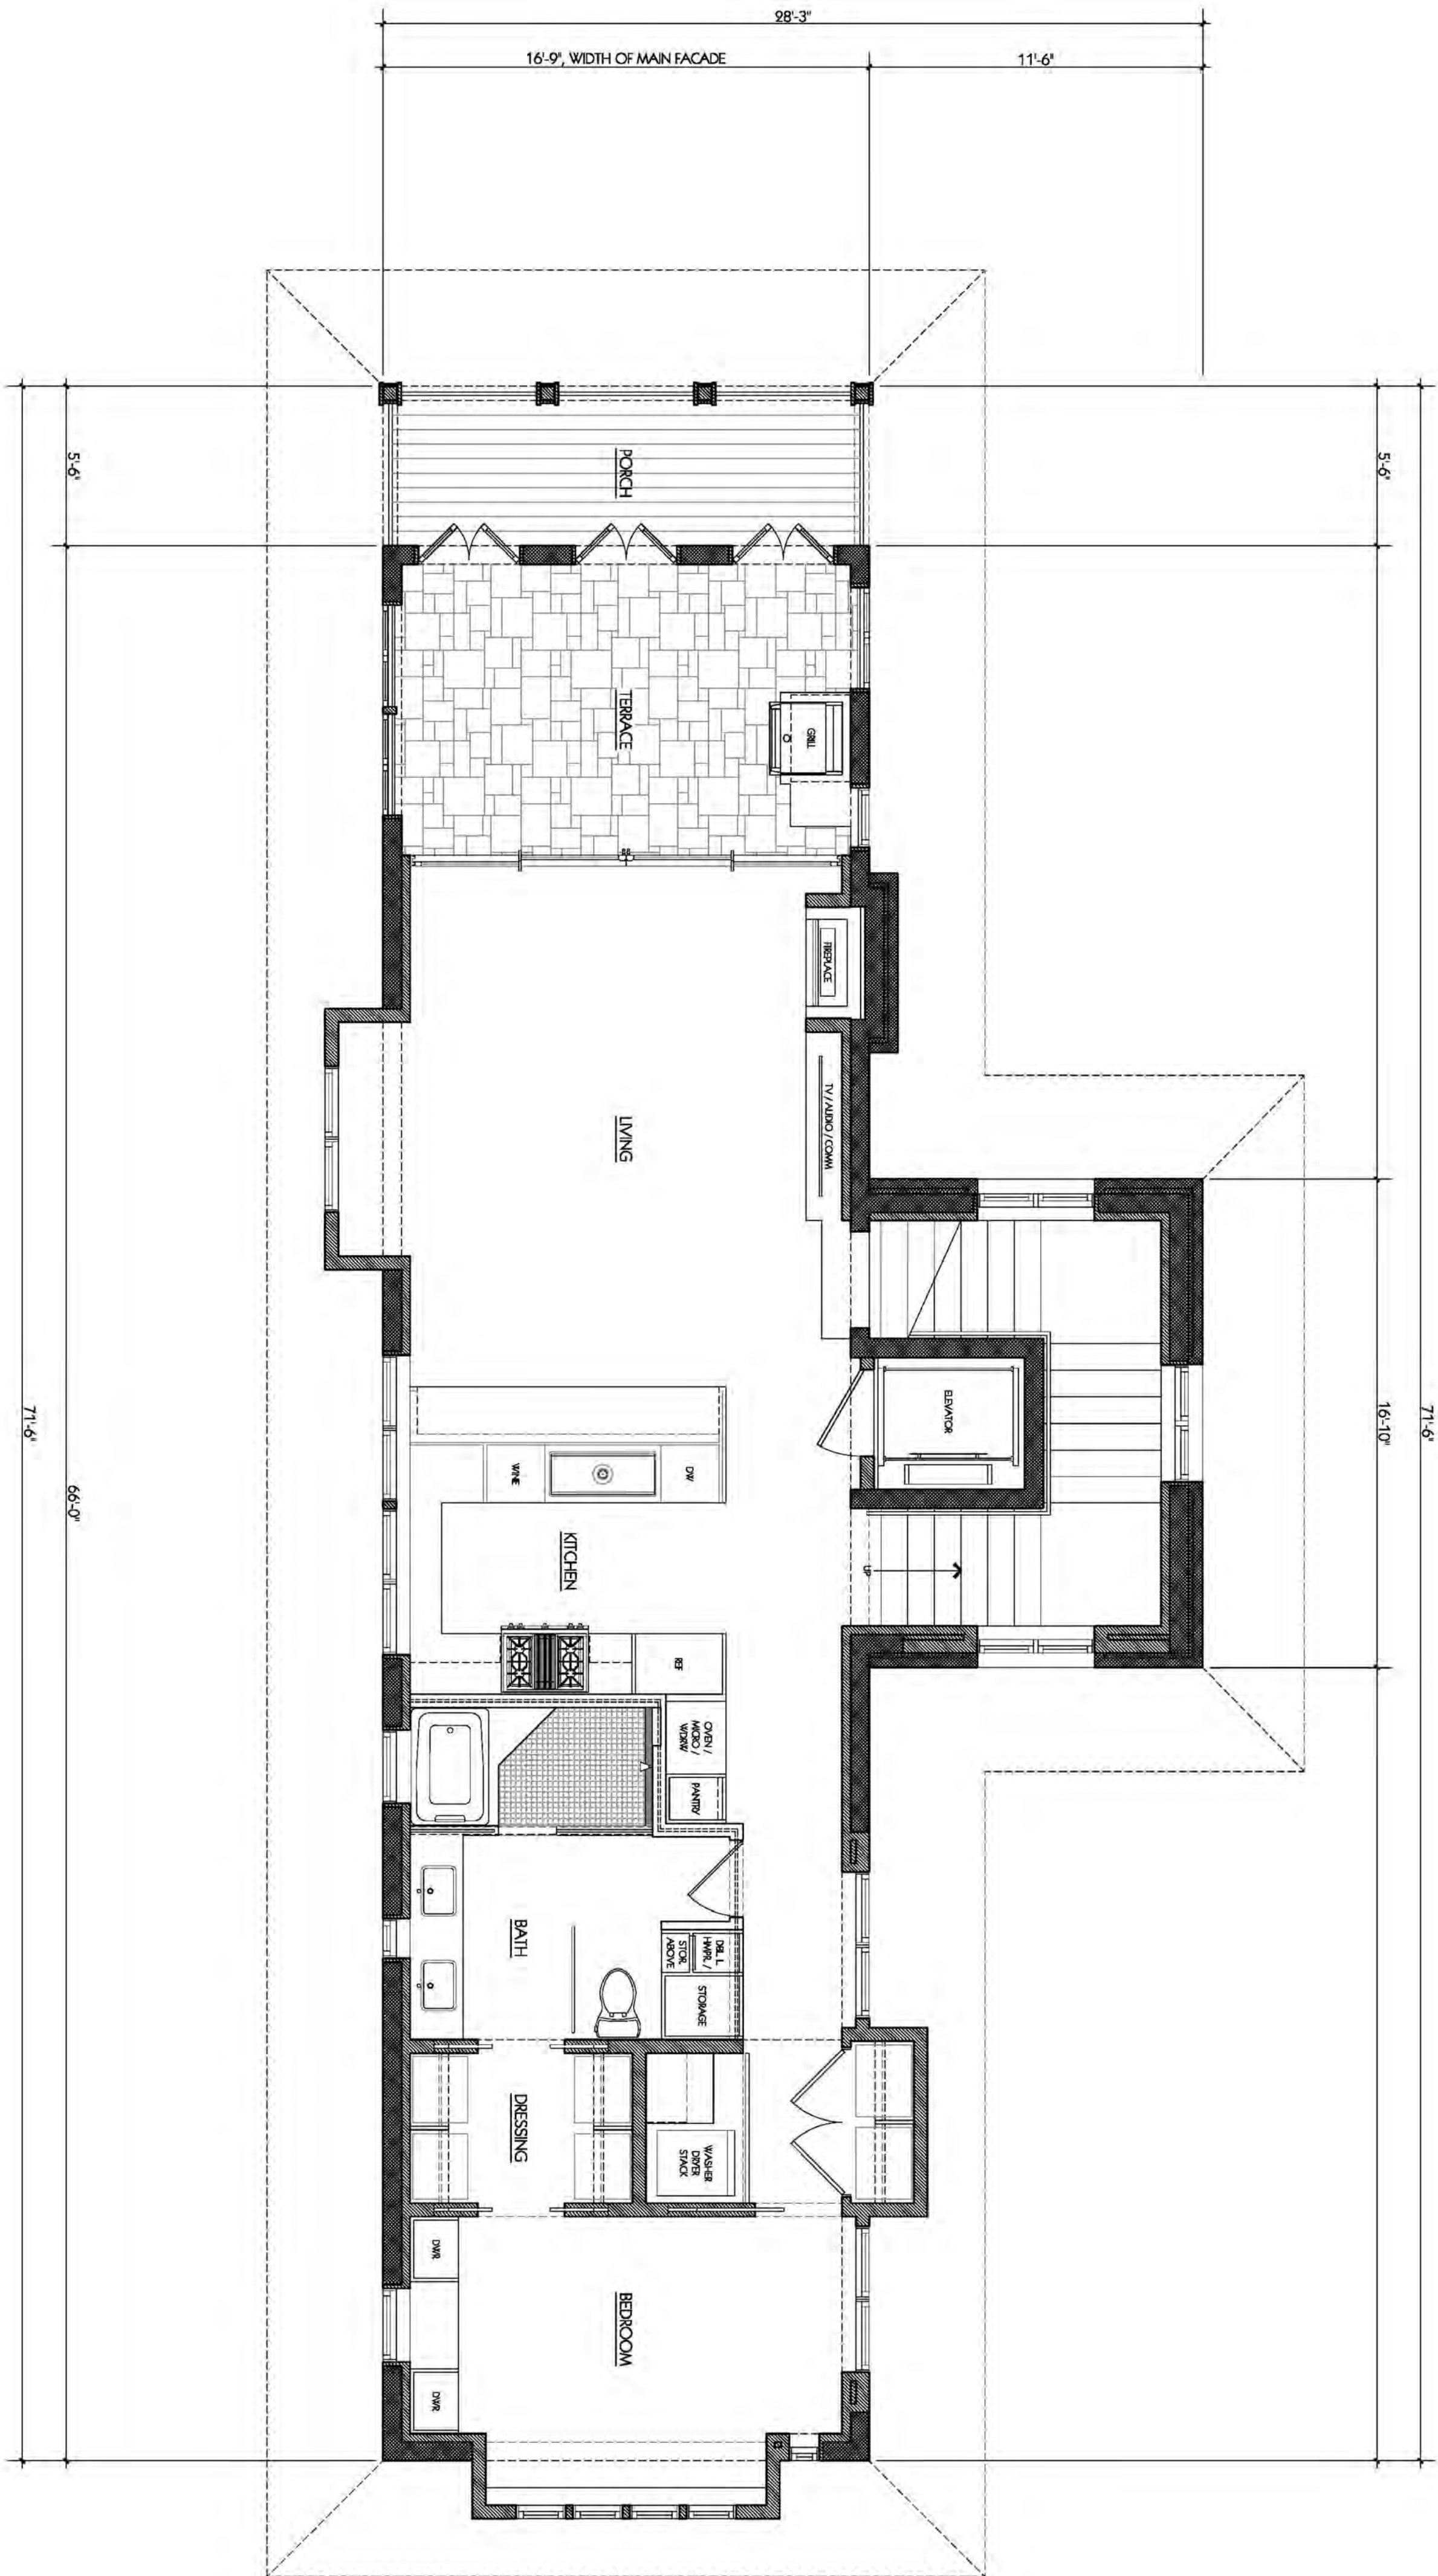 28'-3"
16'-9", WIDTH OF MAIN FACADE
11'-6"
5'-6"
5'-6"
PORCH
TERRACE
GRILL
FIREPLACE
TV / AUDIO / COMM
LIVING
71'-6"
16'-10"
71'-6"
66'-0"
ELEVATOR
WINE
DW
KITCHEN
UP
REF
OVEN /
MICRO /
WDRW
PANTRY
BATH
DBL L
HMPR. /
STOR.
ABOVE
STORAGE
DRESSING
WASHER
DRYER
STACK
DWR
BEDROOM
DWR